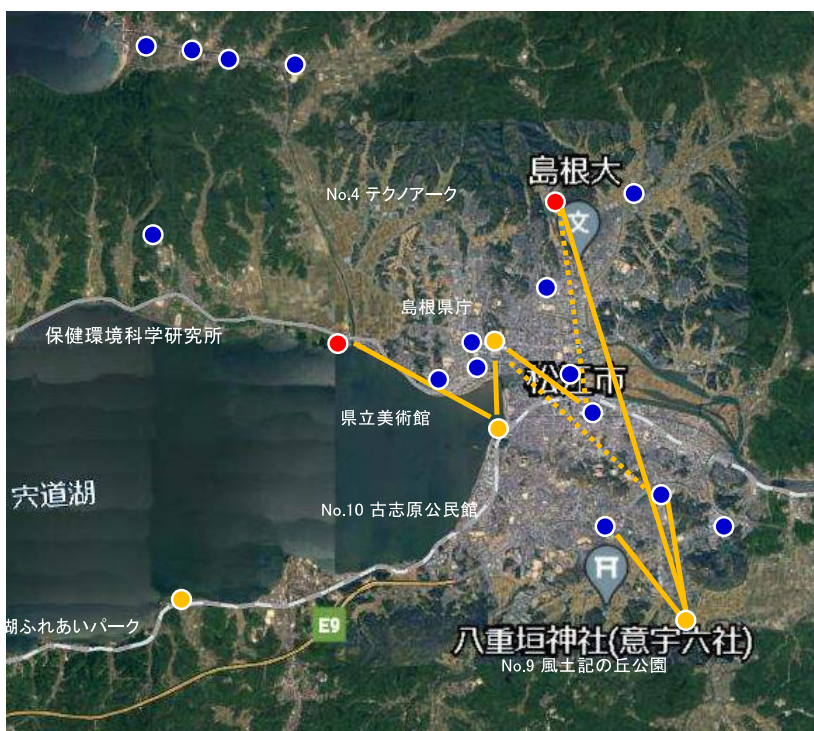 島根大
No.4 テクノアーク
文
島根県庁
保健環境科学研究所
松江市
県立美術館
宍道湖
No.10 古志原公民館
湖ふれあいパーク
E9
八重垣神社(意宇六社)
No.9 風土記の丘公園